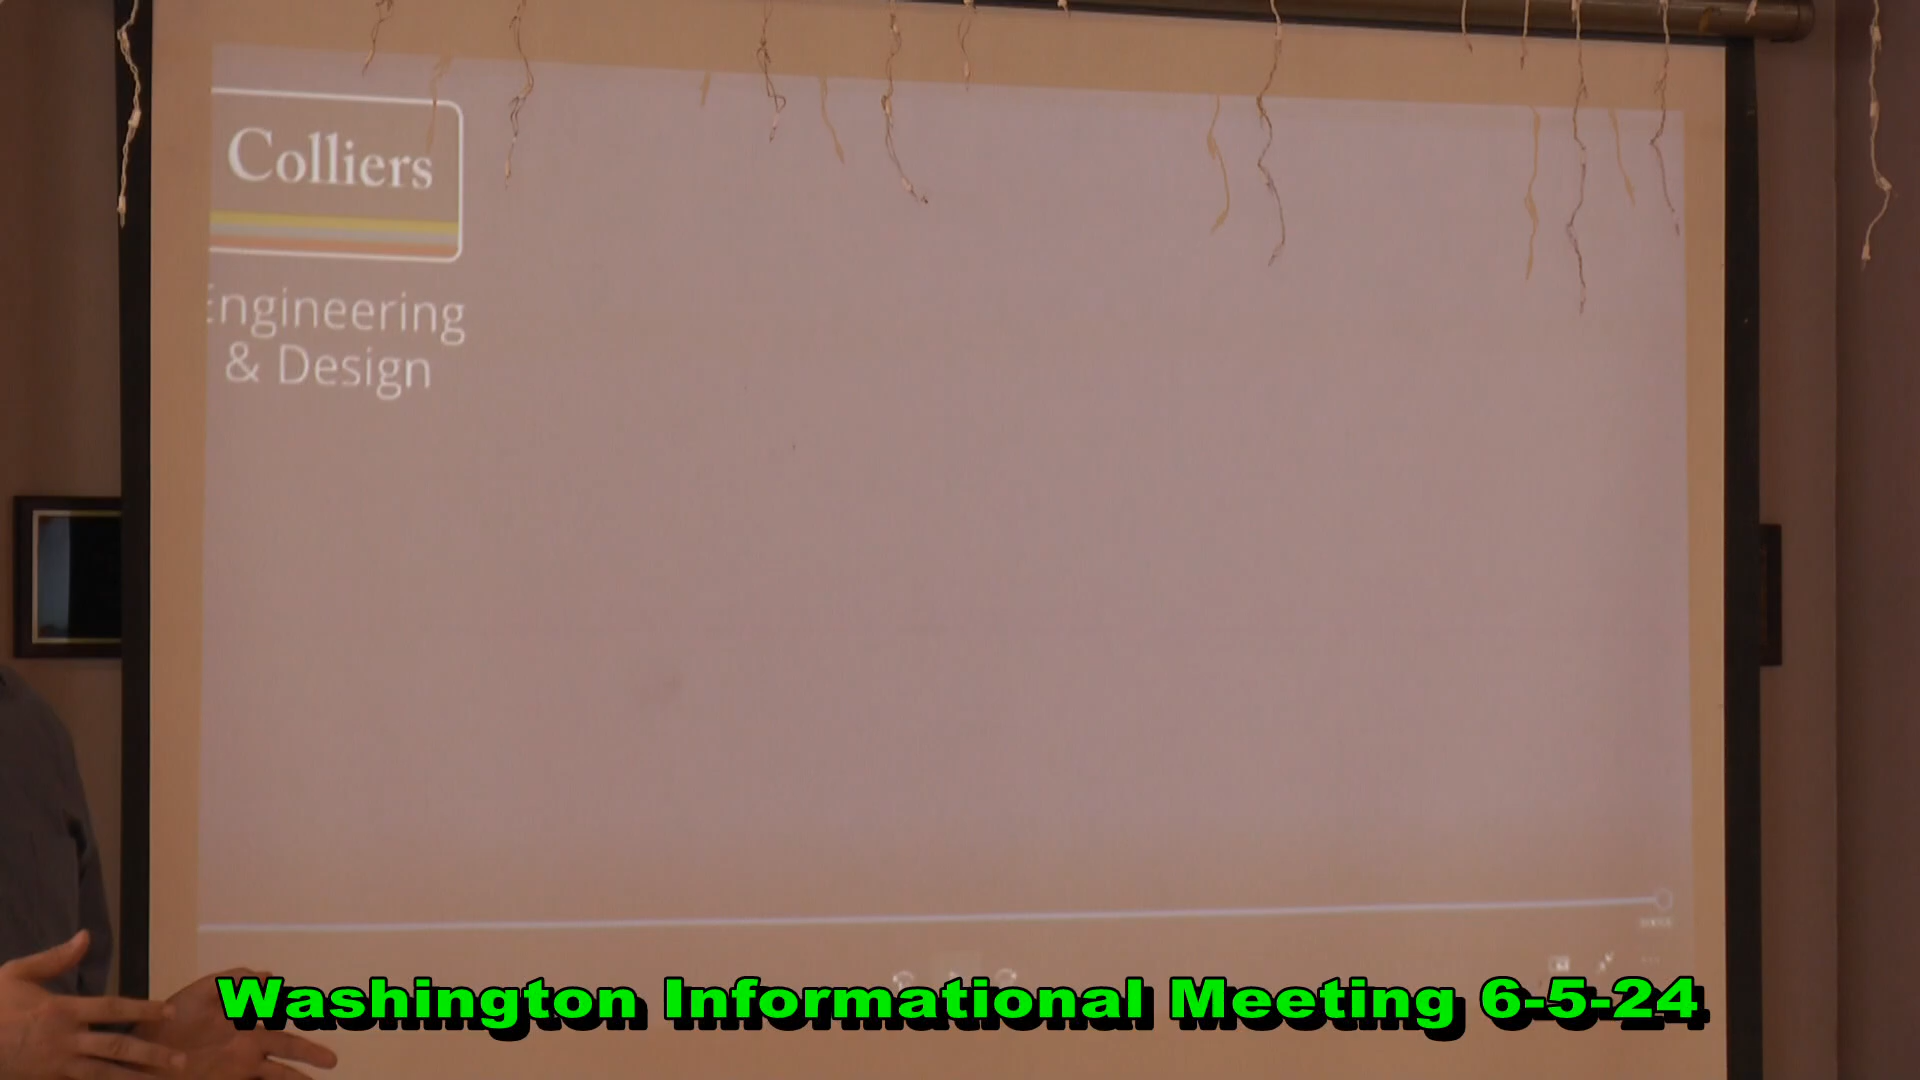 Colliers
Engineering
& Design
Washington Informational Meeting 6-5-24